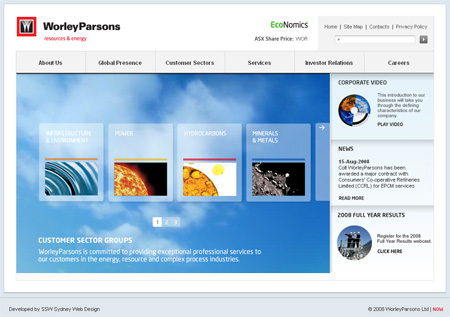 WorleyParsons
resources & energy
EcoNomics
ASX Share Price: WOR
Home | Site Map | Contacts | Privacy Policy
About Us
Global Presence
Customer Sectors
Services
Investor Relations
Careers
INFRASTRUCTURE
& ENVIRONMENT
POWER
HYDROCARBONS
MINERALS
& METALS
1 2 3
CUSTOMER SECTOR GROUPS
WorleyParsons is committed to providing exceptional professional services to
our customers in the energy, resource and complex process industries.
CORPORATE VIDEO
This introduction to our
business will take you
through the defining
characteristics of our
company.
PLAY VIDEO
NEWS
15-Aug-2008
Colt WorleyParsons has been
awarded a major contract with
Consumers' Co-operative Refineries
Limited (CCRL) for EPCM services
READ MORE
2008 FULL YEAR RESULTS
Register for the 2008
Full Year Results webcast.
CLICK HERE
Developed by SSW Sydney Web Design
© 2008 WorleyParsons Ltd | NOW